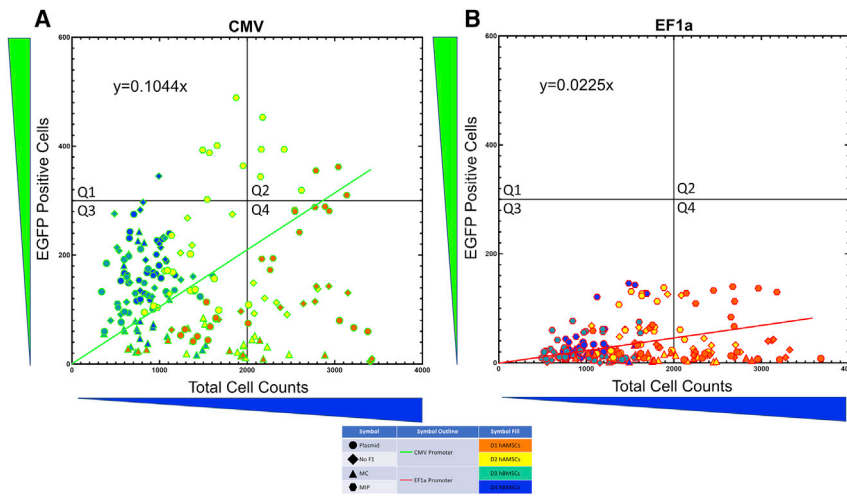 A
CMV
B
EF1a
y=0.1044x
y=0.0225x
Q1
Q2
Q3
Q4
Q1
Q2
Q3
Q4
EGFP Positive Cells
600
400
200
0
0
1000
2000
3000
4000
Total Cell Counts
EGFP Positive Cells
600
400
200
0
0
1000
2000
3000
4000
Total Cell Counts
Symbol Symbol Outline Symbol Fill
Plasmid
No F1
MC
MIP
CMV Promoter
EF1a Promoter
D1 hAMSCs
D2 hAMSCs
D3 hBMSCs
D4 hBMSCs